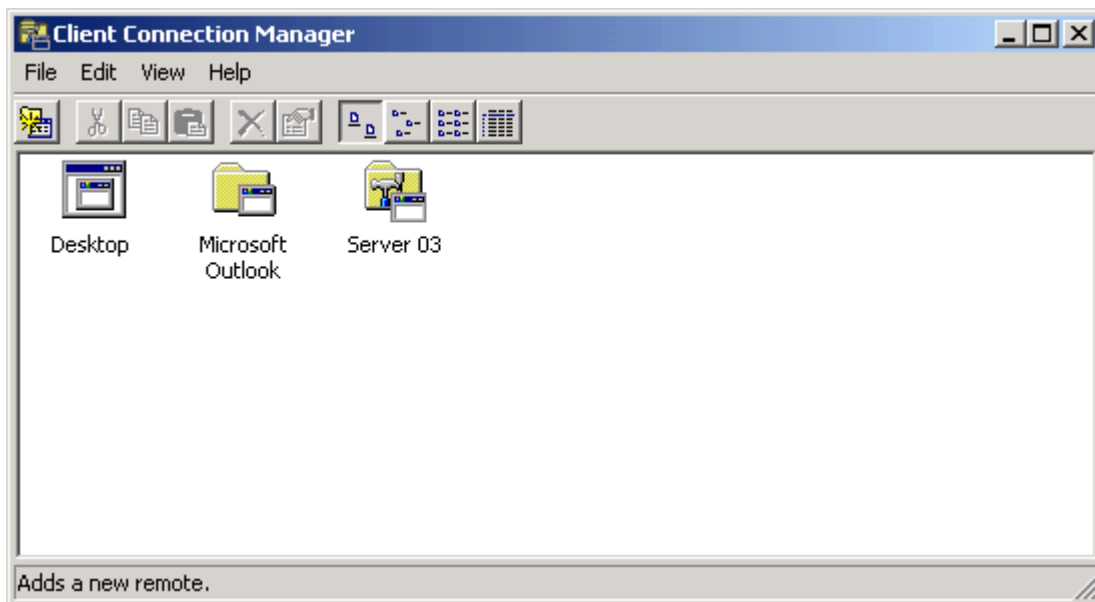 Client Connection Manager
File Edit View Help
Desktop Microsoft Server 03
Outlook
Adds a new remote.